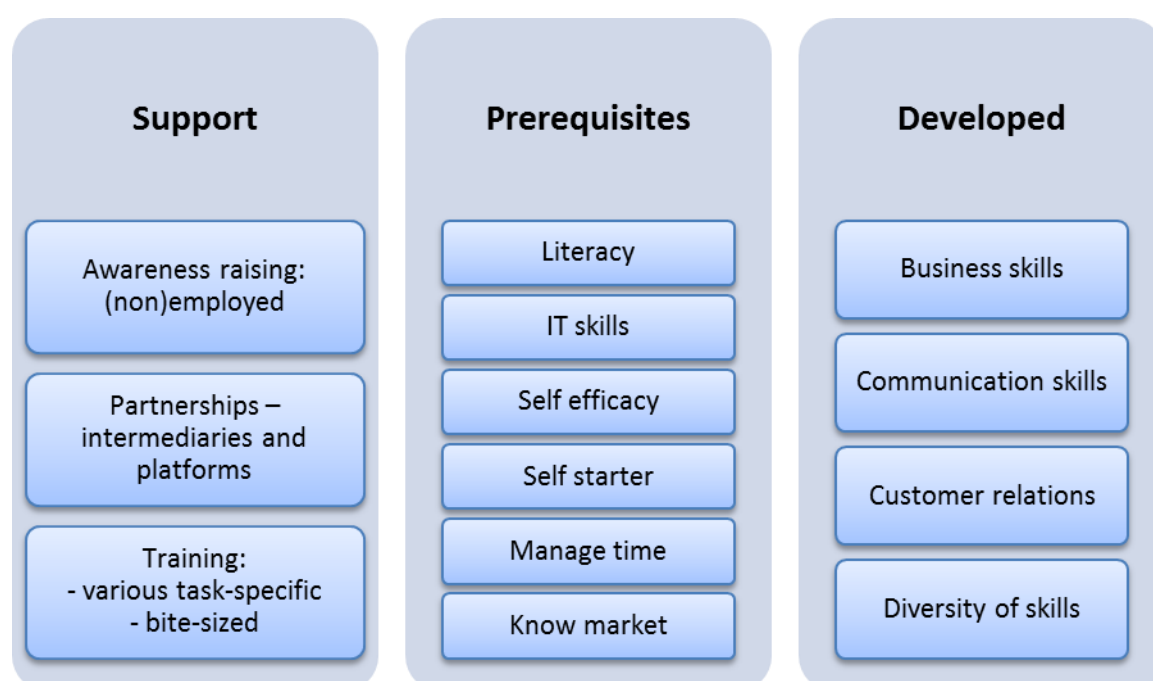 Support
Awareness raising:
(non)employed
Partnerships –
intermediaries and
platforms
Training:
- various task-specific
- bite-sized
Prerequisites
Literacy
IT skills
Self efficacy
Self starter
Manage time
Know market
Developed
Business skills
Communication skills
Customer relations
Diversity of skills